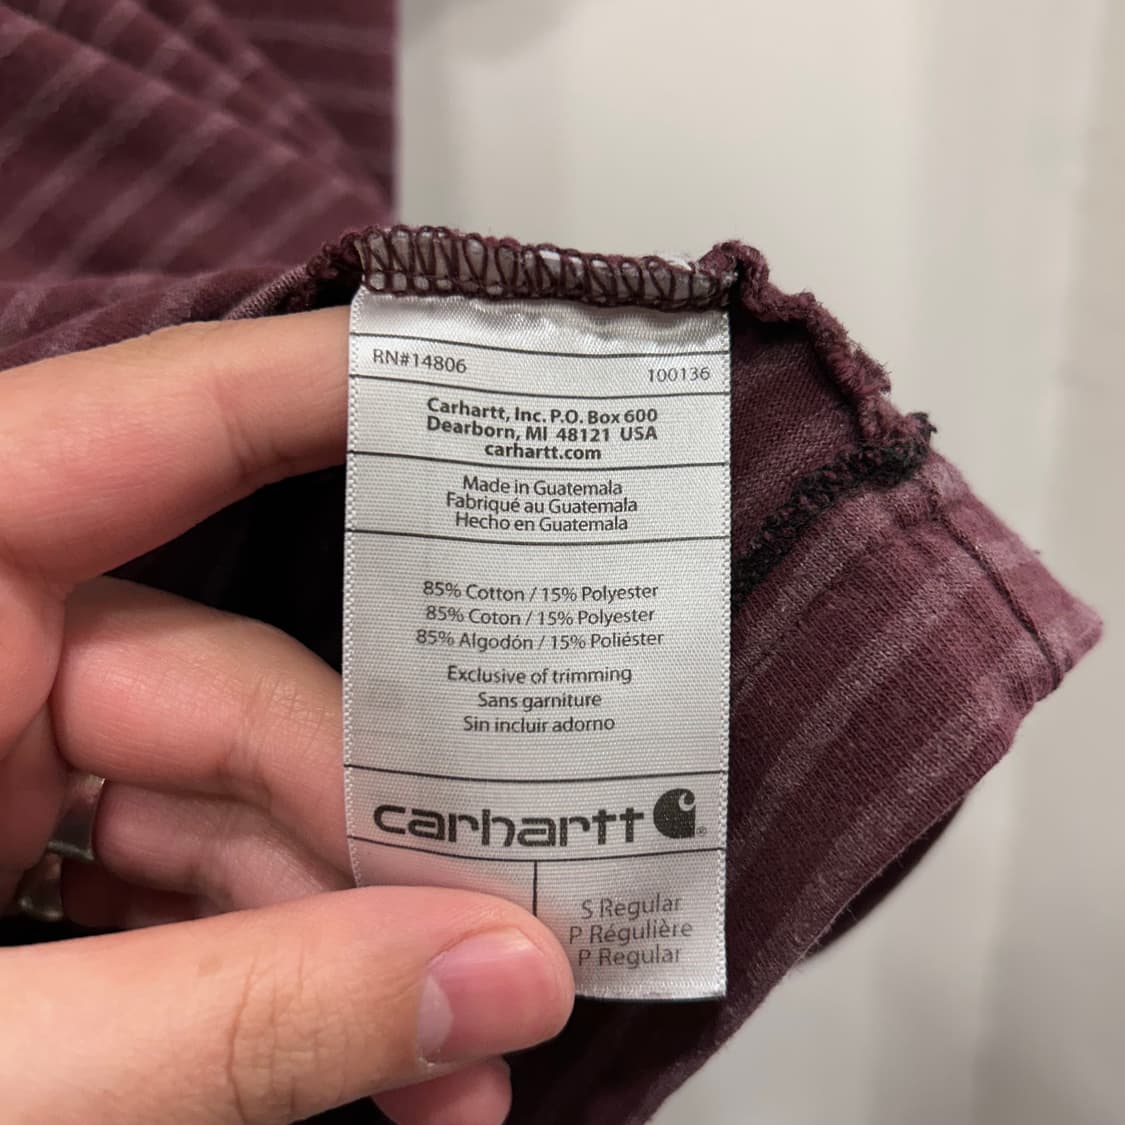 RN#14806 100136
Carhartt, Inc. P.O. Box 600
Dearborn, MI 48121 USA
carhartt.com
Made in Guatemala
Fabriqué au Guatemala
Hecho en Guatemala
85% Cotton / 15% Polyester
85% Coton / 15% Polyester
85% Algodón / 15% Poliéster
Exclusive of trimming
Sans garniture
Sin incluir adorno
carhartt ®
S Regular
P Régulière
P Regular